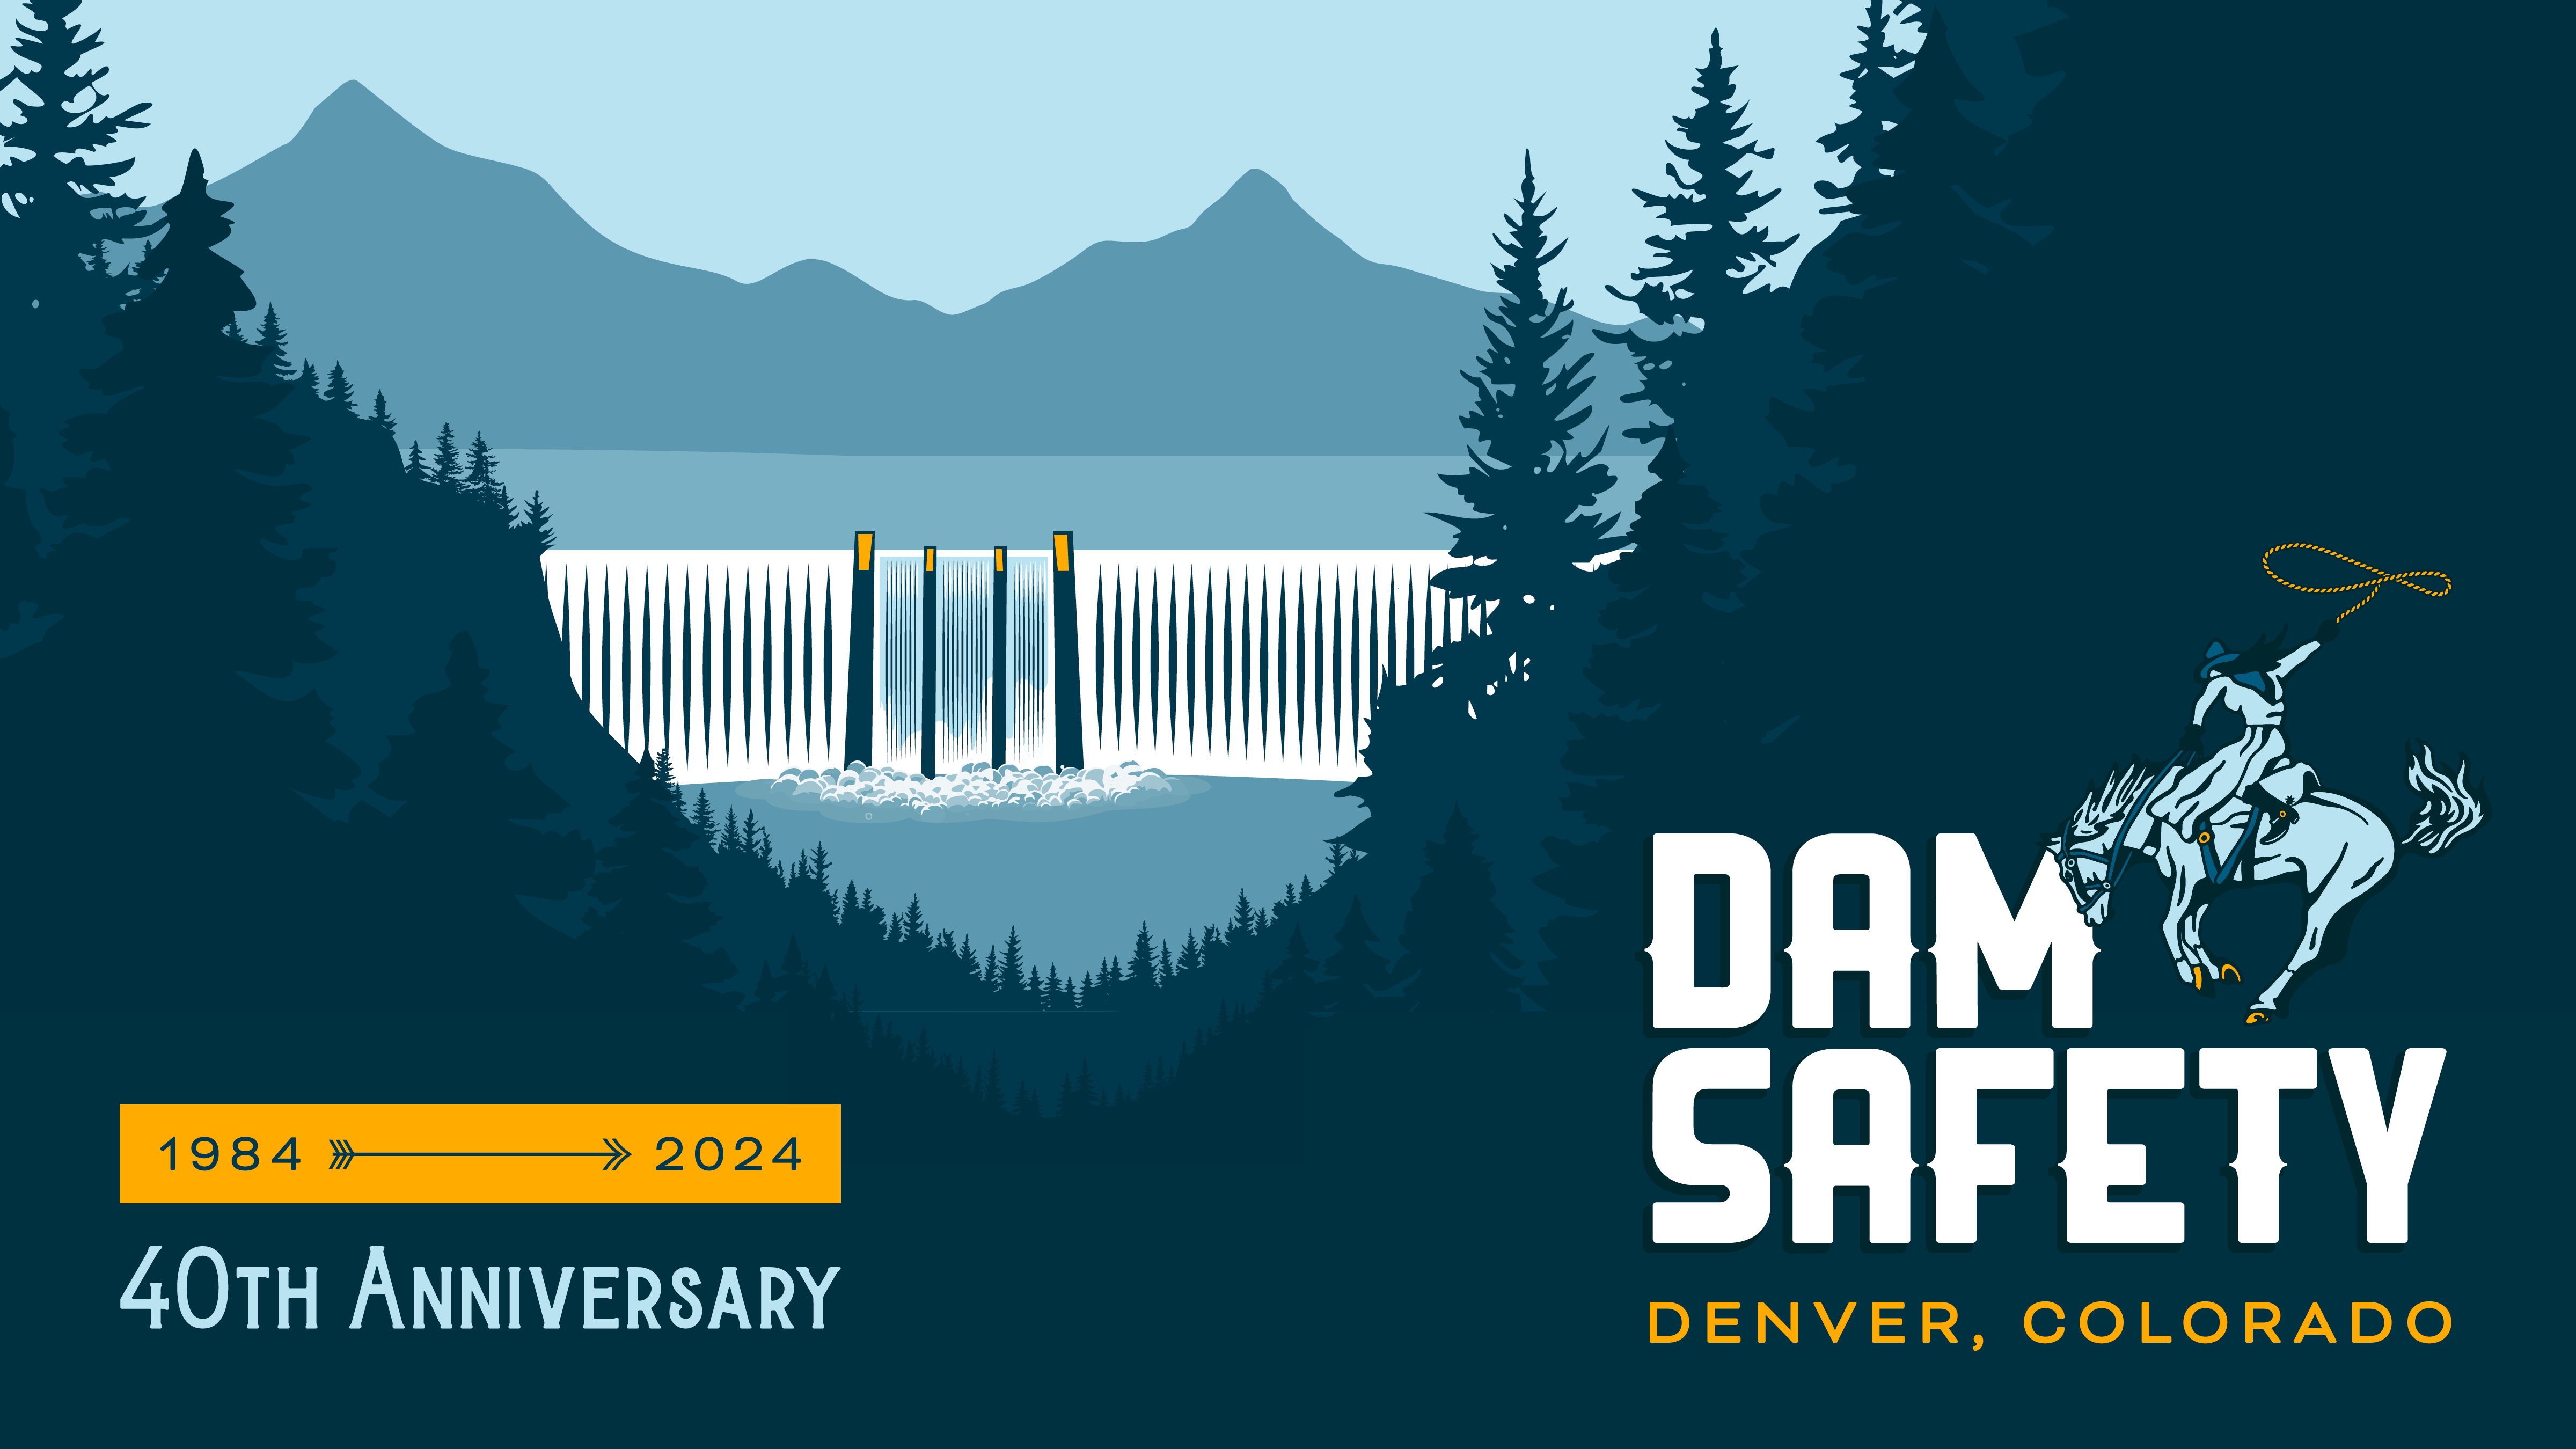 1984 2024
40TH ANNIVERSARY
DAM
SAFETY
DENVER, COLORADO